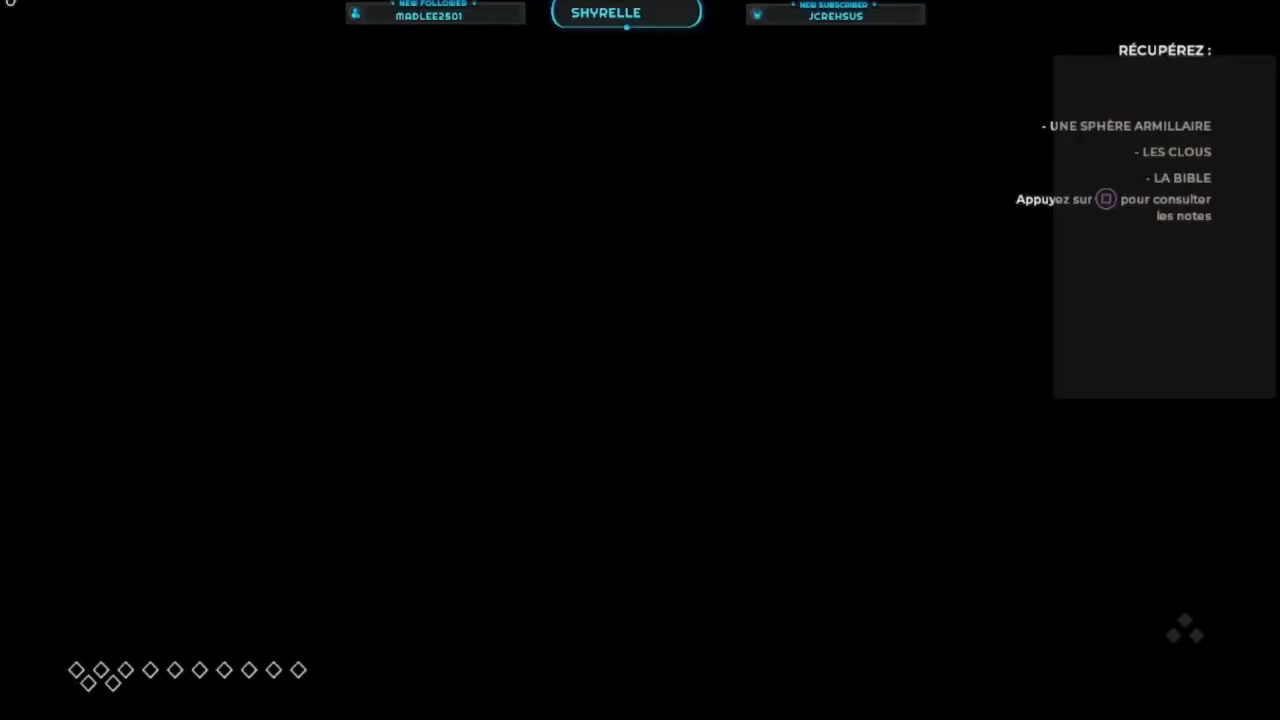 NEW FOLLOWER
MADLEE2501
SHYRELLE
NEW SUBSCRIBER
JCREHSUS
RÉCUPÉREZ :
- UNE SPHÈRE ARMILLAIRE
- LES CLOUS
- LA BIBLE
Appuyez sur pour consulter
les notes